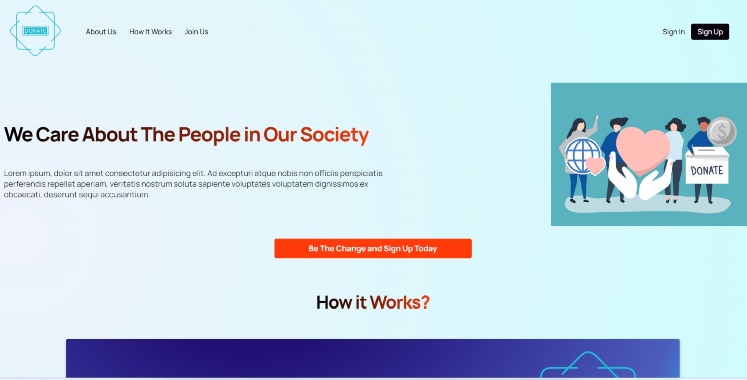 DONATE
About Us
How It Works
Join Us
Sign In
Sign Up
We Care About The People in Our Society
Lorem ipsum, dolor sit amet consectetur adipisicing elit. Ad excepturi atque nobis non officiis perspiciatis
perferendis repellat aperiam, veritatis nostrum soluta sapiente voluptates voluptatem dignissimos ex
obcaecati, deserunt sequi accusantium.
$
DONATE
Be The Change and Sign Up Today
How it Works?